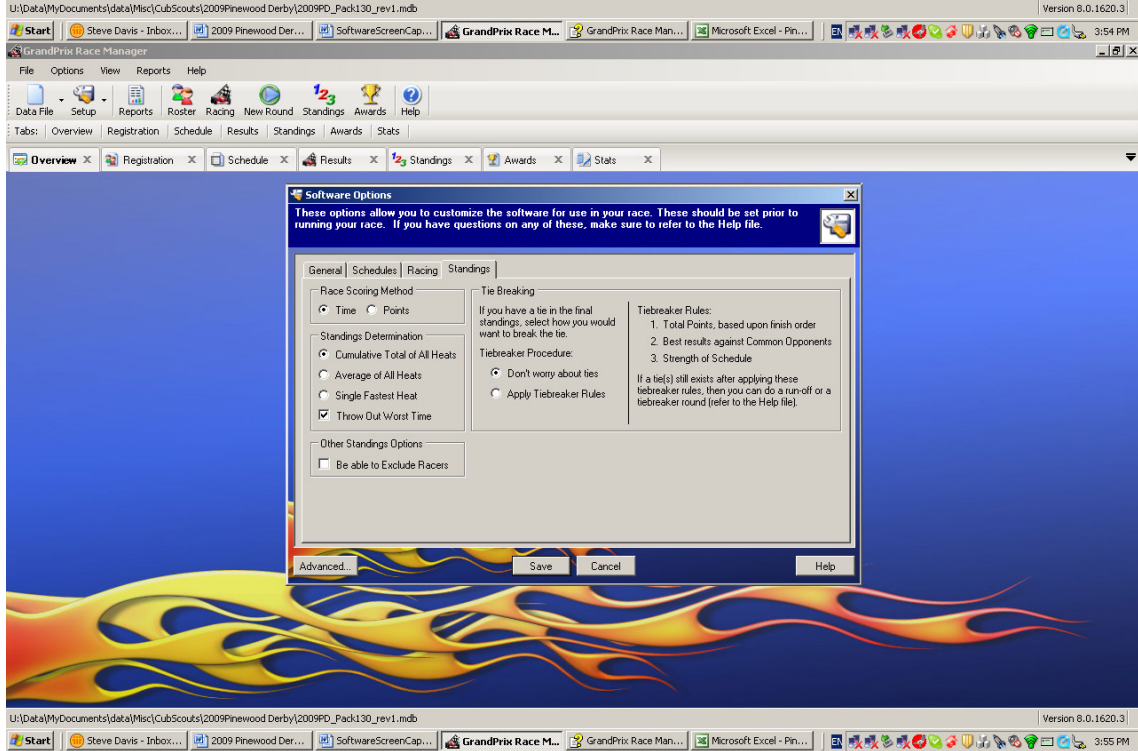 U:\Data\MyDocuments\data\Misc\CubScouts\2009Pinewood Derby\2009PD_Pack130_rev1.mdb Version 8.0.1620.3
Start Steve Davis - Inbox... 2009 Pinewood Der... SoftwareScreenCap... GrandPrix Race M... GrandPrix Race Man... Microsoft Excel - Pin... EN 3:54 PM
GrandPrix Race Manager
File Options View Reports Help
Data File Setup Reports Roster Racing New Round Standings Awards Help
Tabs: Overview Registration Schedule Results Standings Awards Stats
Overview X Registration X Schedule X Results X Standings X Awards X Stats X
Software Options
These options allow you to customize the software for use in your race. These should be set prior to
running your race. If you have questions on any of these, make sure to refer to the Help file.
General Schedules Racing Standings
Race Scoring Method
Time Points
Standings Determination
Cumulative Total of All Heats
Average of All Heats
Single Fastest Heat
Throw Out Worst Time
Other Standings Options
Be able to Exclude Racers
Tie Breaking
If you have a tie in the final
standings, select how you would
want to break the tie.
Tiebreaker Procedure:
Don't worry about ties
Apply Tiebreaker Rules
Tiebreaker Rules:
1. Total Points, based upon finish order
2. Best results against Common Opponents
3. Strength of Schedule
If a tie(s) still exists after applying these
tiebreaker rules, then you can do a run-off or a
tiebreaker round (refer to the Help file).
Advanced... Save Cancel Help
U:\Data\MyDocuments\data\Misc\CubScouts\2009Pinewood Derby\2009PD_Pack130_rev1.mdb Version 8.0.1620.3
Start Steve Davis - Inbox... 2009 Pinewood Der... SoftwareScreenCap... GrandPrix Race M... GrandPrix Race Man... Microsoft Excel - Pin... EN 3:55 PM